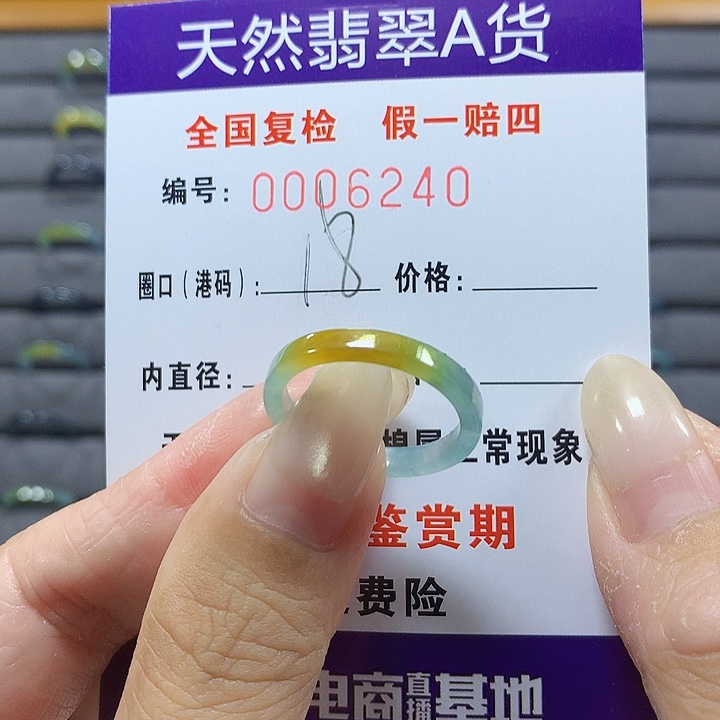 天然翡翠A货
全国复检 假一赔四
编号: 0006240
圈口(港码): 18 价格:
内直径:
常现象
鉴赏期
费险
电商直播基地